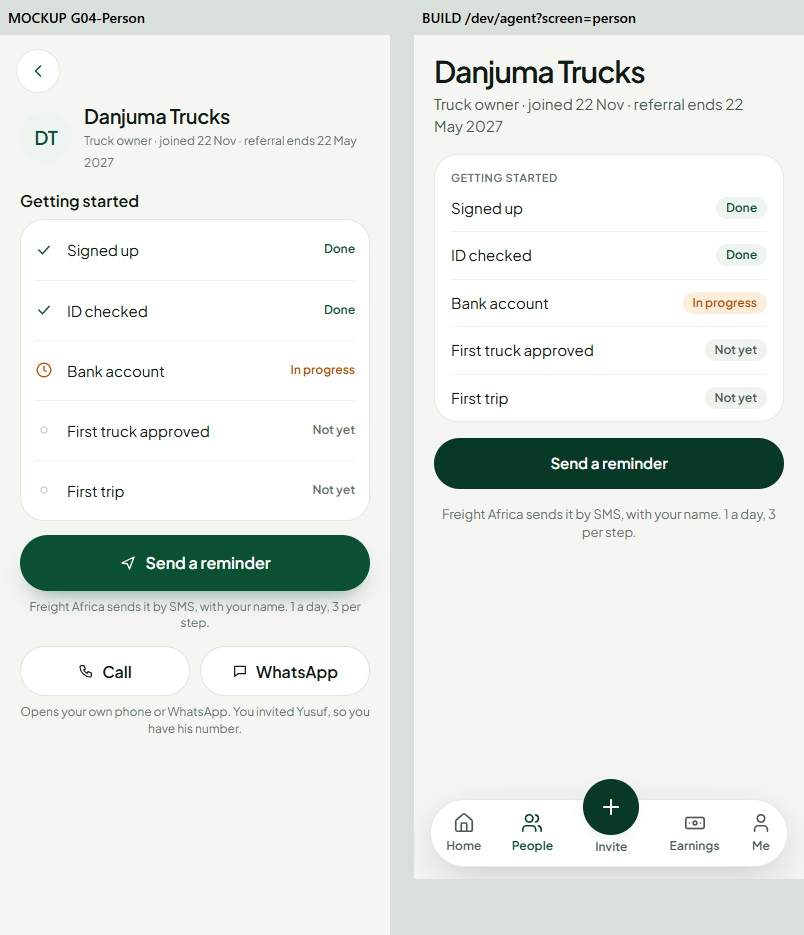 MOCKUP G04-Person
DT
Danjuma Trucks
Truck owner · joined 22 Nov · referral ends 22 May
2027
Getting started
Signed up Done
ID checked Done
Bank account In progress
First truck approved Not yet
First trip Not yet
Send a reminder
Freight Africa sends it by SMS, with your name. 1 a day, 3 per
step.
Call WhatsApp
Opens your own phone or WhatsApp. You invited Yusuf, so you
have his number.
BUILD /dev/agent?screen=person
Danjuma Trucks
Truck owner · joined 22 Nov · referral ends 22
May 2027
GETTING STARTED
Signed up Done
ID checked Done
Bank account In progress
First truck approved Not yet
First trip Not yet
Send a reminder
Freight Africa sends it by SMS, with your name. 1 a day, 3
per step.
Home People Invite Earnings Me